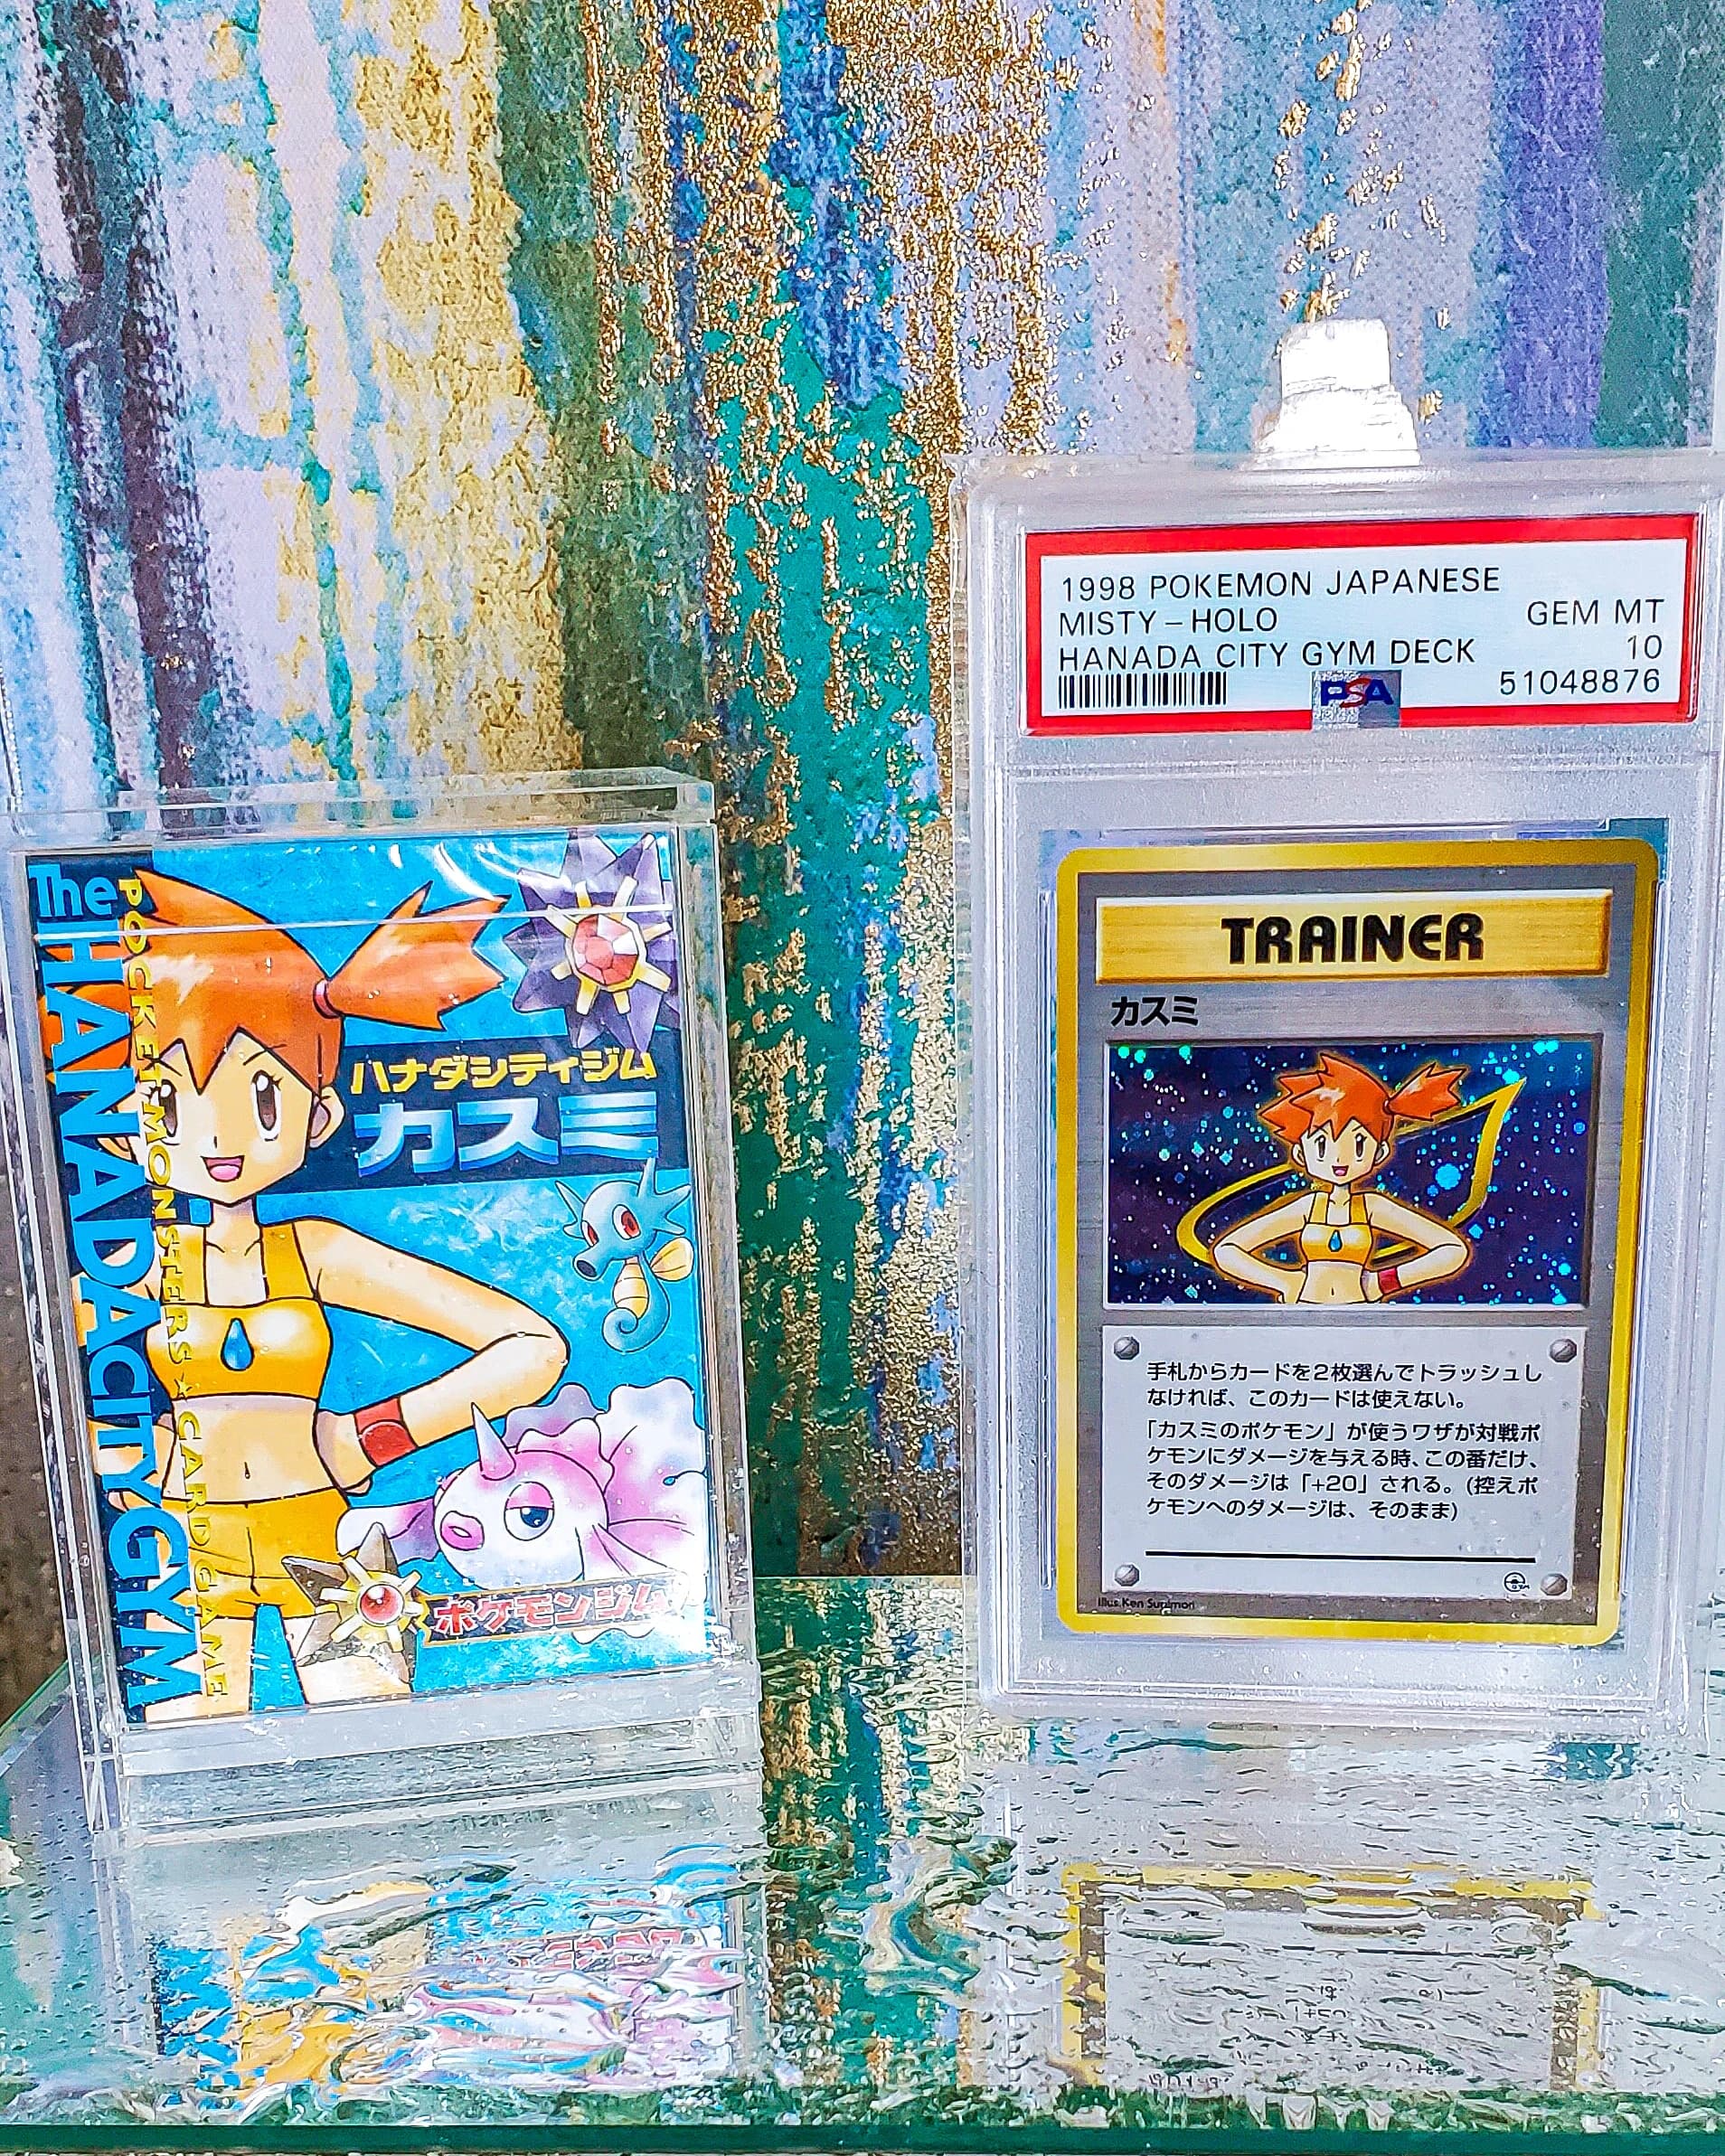 The HANADA CITY GYM
POCKET MONSTERS ★ CARD GAME
ハナダシティジム
カスミ
ポケモンジム
1998 POKEMON JAPANESE
MISTY - HOLO
GEM MT
HANADA CITY GYM DECK
10
PSA
51048876
TRAINER
カスミ
手札からカードを2枚選んでトラッシュし
なければ、このカードは使えない。
「カスミのポケモン」が使うワザが対戦ポ
ケモンにダメージを与える時、この番だけ、
そのダメージは「+20」される。(控えポ
ケモンへのダメージは、そのまま)
Illus. Ken Sugimori